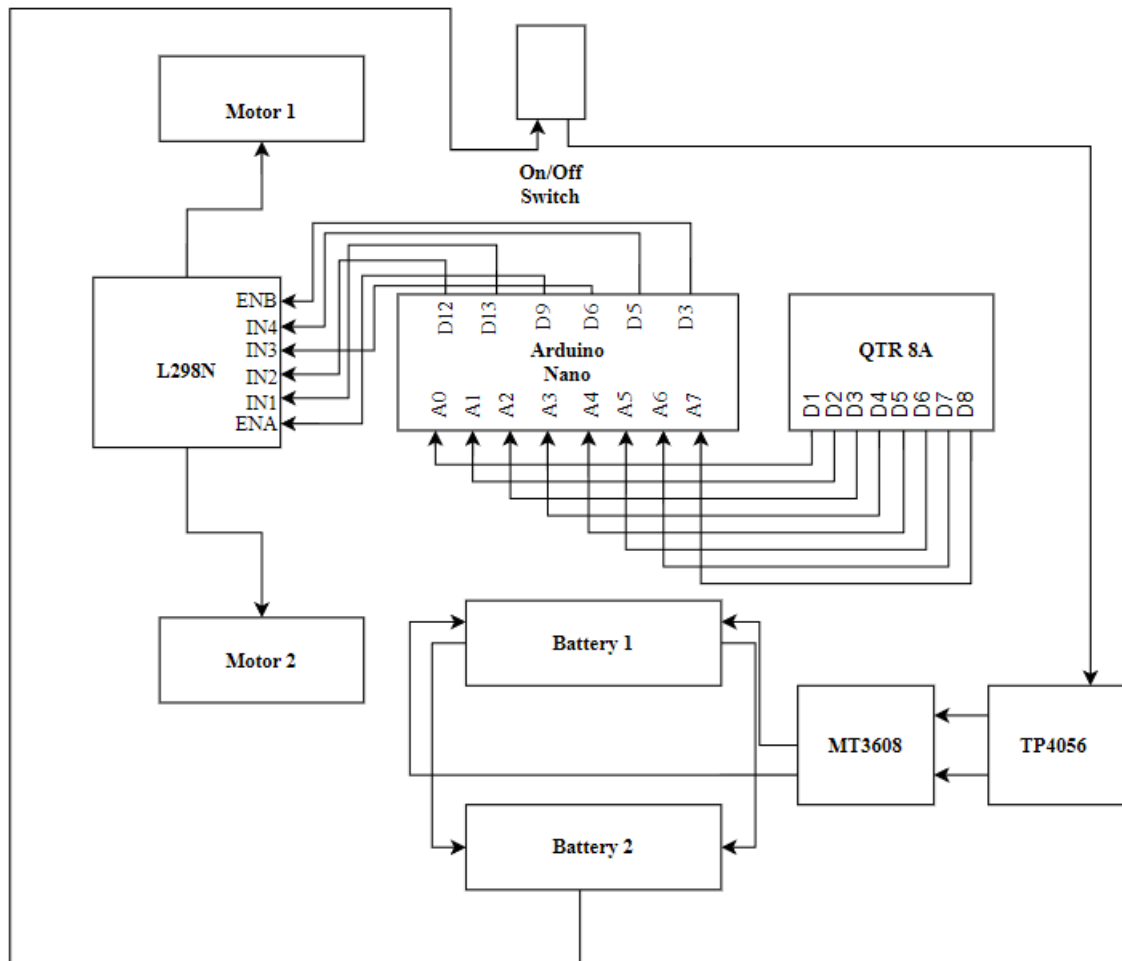 Motor 1
On/Off
Switch
ENB
IN4
IN3
IN2
IN1
ENA
L298N
D12
D13
D9
D6
D5
D3
Arduino
Nano
A0
A1
A2
A3
A4
A5
A6
A7
QTR 8A
D1
D2
D3
D4
D5
D6
D7
D8
Motor 2
Battery 1
MT3608
TP4056
Battery 2